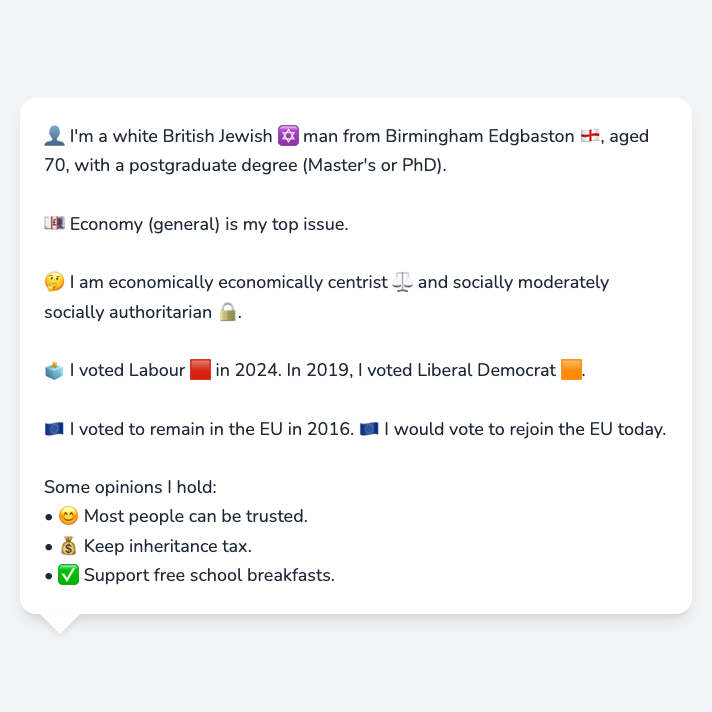 👤 I'm a white British Jewish ✡️ man from Birmingham Edgbaston 🏴󠁧󠁢󠁥󠁮󠁧󠁿, aged
70, with a postgraduate degree (Master's or PhD).
💷 Economy (general) is my top issue.
🤔 I am economically economically centrist ⚖️ and socially moderately
socially authoritarian 🔒.
🗳️ I voted Labour 🟥 in 2024. In 2019, I voted Liberal Democrat 🟧.
🇪🇺 I voted to remain in the EU in 2016. 🇪🇺 I would vote to rejoin the EU today.
Some opinions I hold:
• 😊 Most people can be trusted.
• 💰 Keep inheritance tax.
• ✅ Support free school breakfasts.